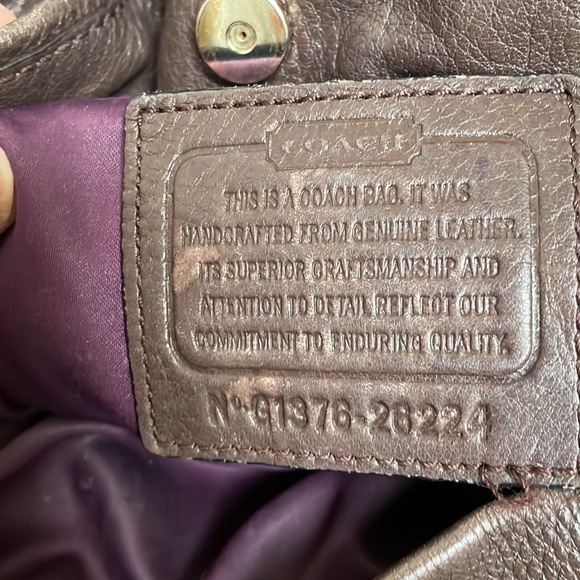 COACH
THIS IS A COACH BAG. IT WAS
HANDCRAFTED FROM GENUINE LEATHER.
ITS SUPERIOR CRAFTSMANSHIP AND
ATTENTION TO DETAIL REFLECT OUR
COMMITMENT TO ENDURING QUALITY.
Nº G1376-26224